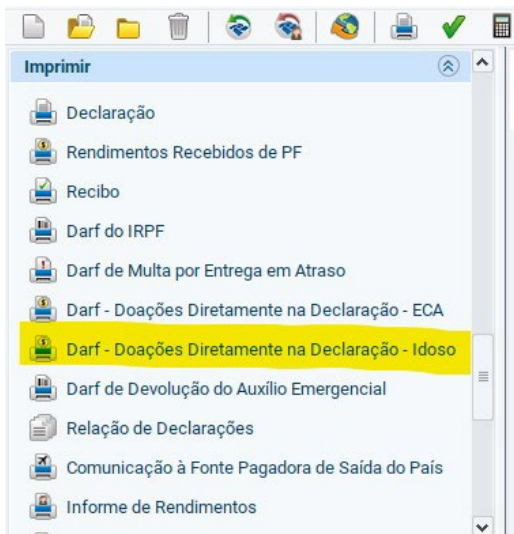 Imprimir
Declaração
Rendimentos Recebidos de PF
Recibo
Darf do IRPF
Darf de Multa por Entrega em Atraso
Darf - Doações Diretamente na Declaração - ECA
Darf - Doações Diretamente na Declaração - Idoso
Darf de Devolução do Auxílio Emergencial
Relação de Declarações
Comunicação à Fonte Pagadora de Saída do País
Informe de Rendimentos